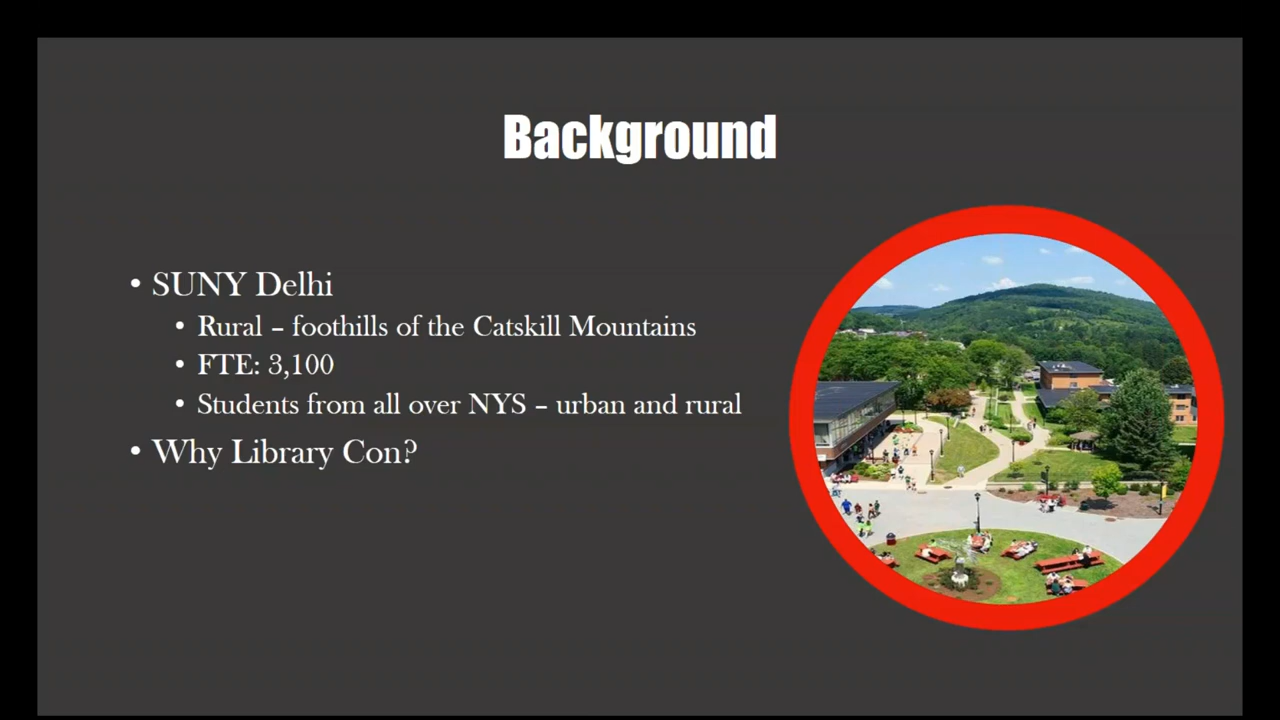 Background
• SUNY Delhi
• Rural – foothills of the Catskill Mountains
• FTE: 3,100
• Students from all over NYS – urban and rural
• Why Library Con?